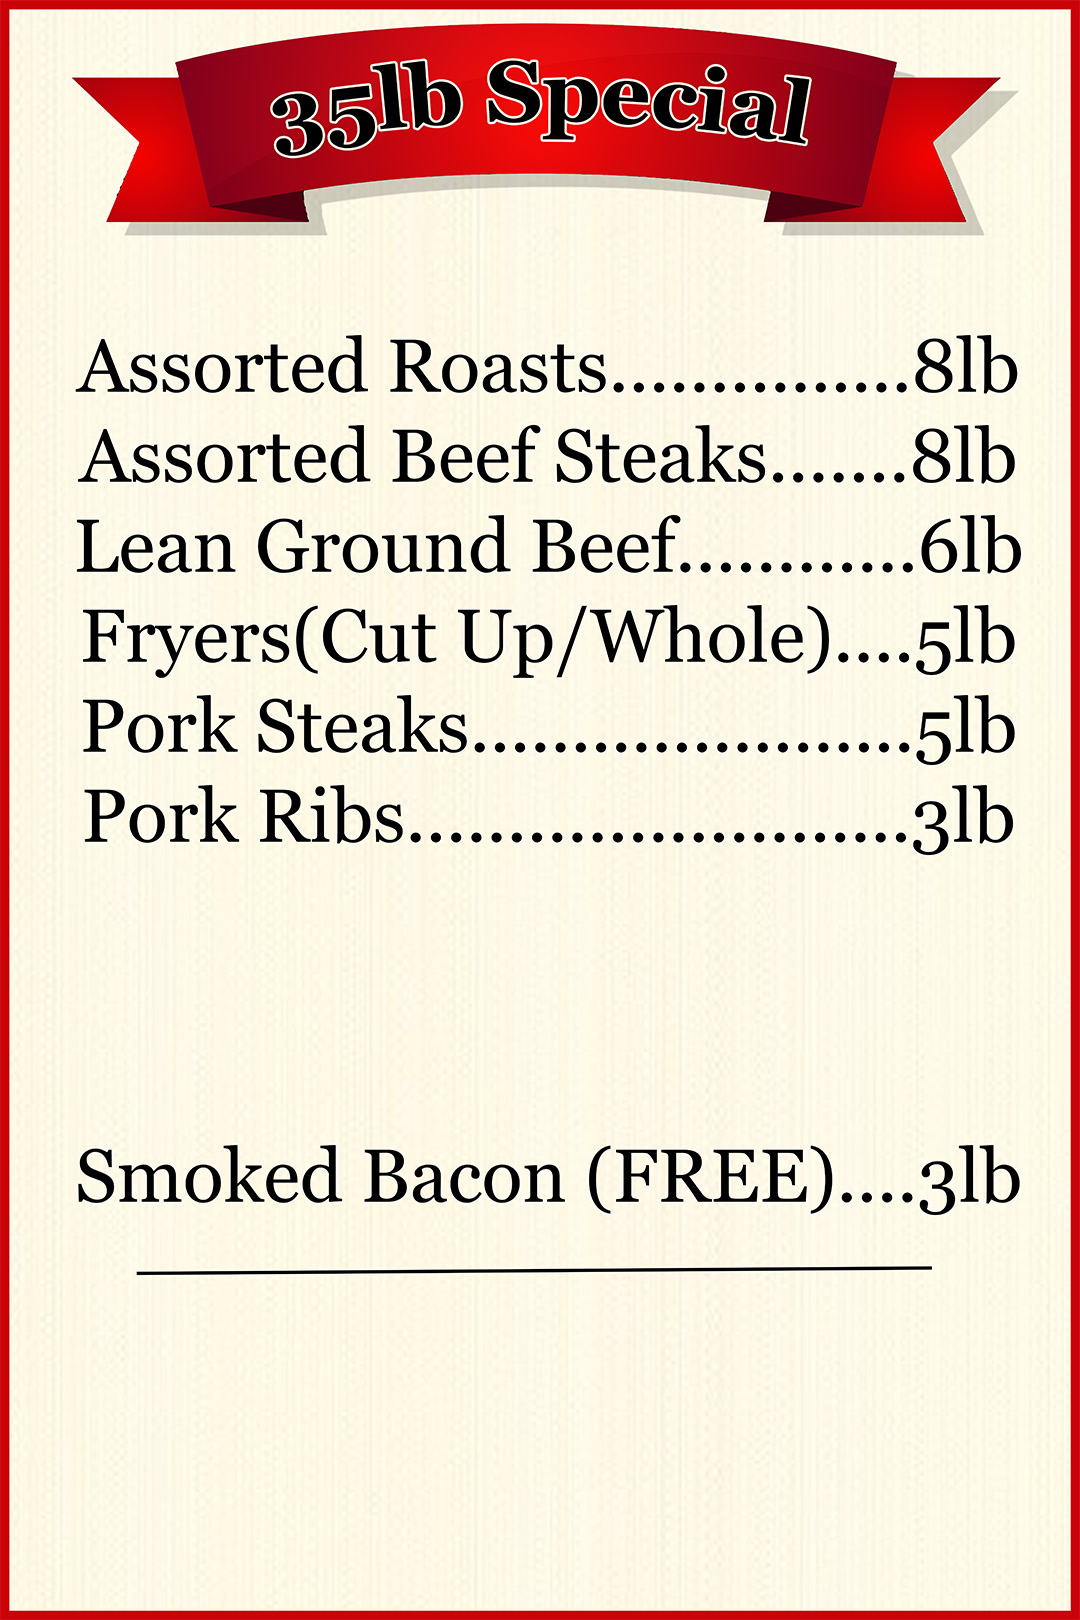 35lb Special
Assorted Roasts...............8lb
Assorted Beef Steaks.......8lb
Lean Ground Beef............6lb
Fryers(Cut Up/Whole)....5lb
Pork Steaks......................5lb
Pork Ribs.........................3lb
Smoked Bacon (FREE)....3lb